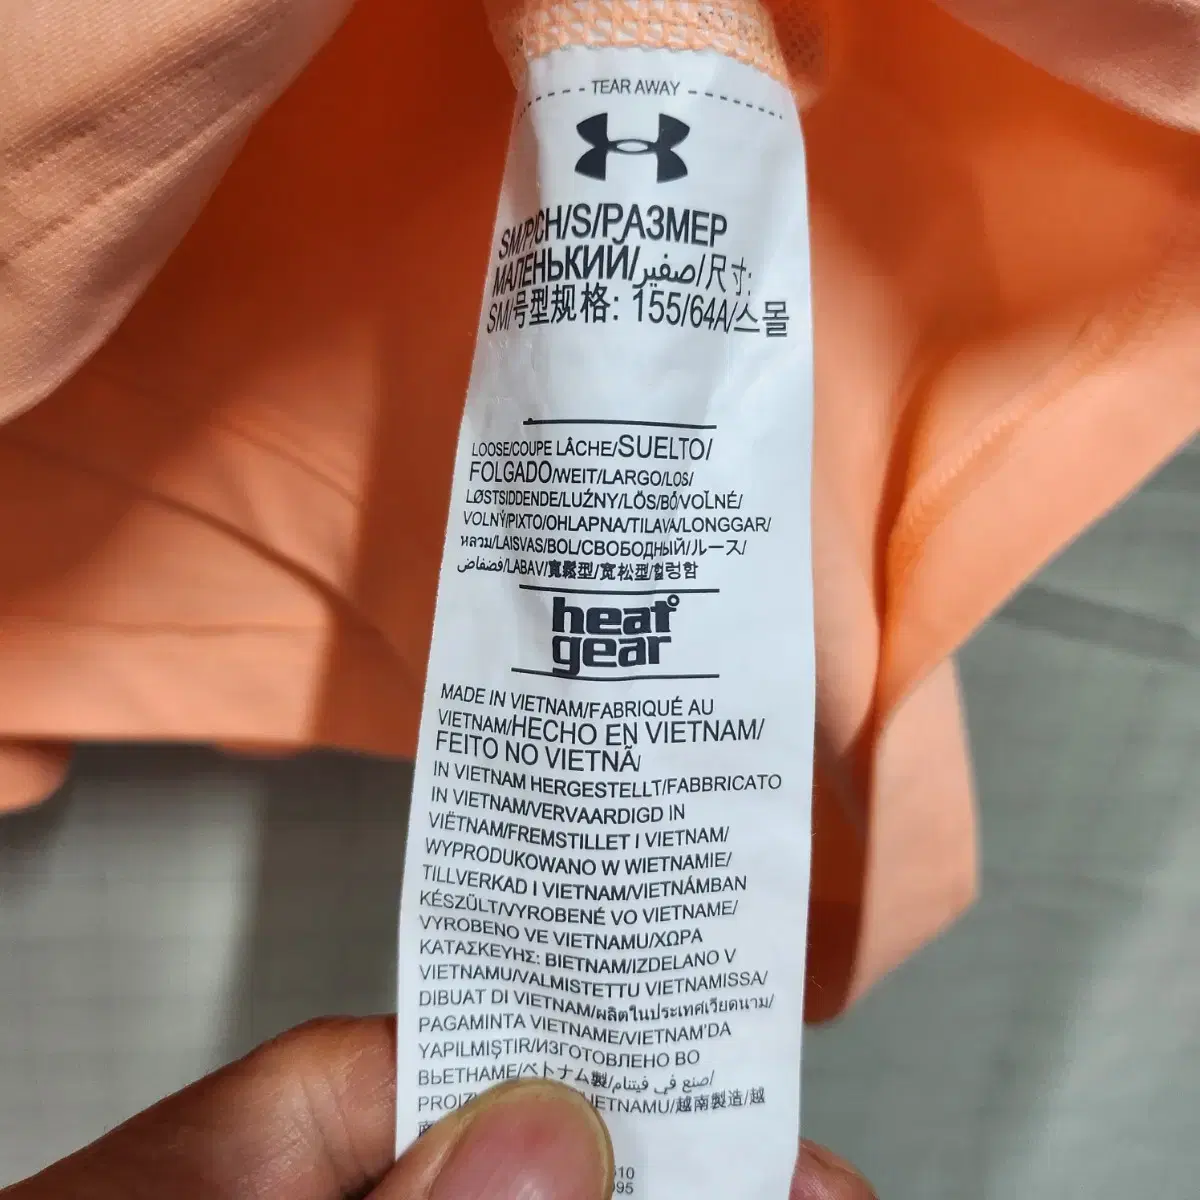 TEAR AWAY
SM/P/CH/S/РАЗМЕР
МАЛЕНЬКИЙ/صغير/尺寸:
SM/号型规格: 155/64A/스몰
LOOSE/COUPE LÂCHE/SUELTO/
FOLGADO/WEIT/LARGO/LOS/
LØSTSIDDENDE/LUŹNY/LÖS/BŐ/VOĽNÉ/
VOLNÝ/PIXTO/OHLAPNA/TILAVA/LONGGAR/
หลวม/LAISVAS/BOL/СВОБОДНЫЙ/ルース/
فضفاض/LABAV/寬鬆型/宽松型/헐렁함
heat
gear
MADE IN VIETNAM/FABRIQUÉ AU
VIETNAM/HECHO EN VIETNAM/
FEITO NO VIETNÃ/
IN VIETNAM HERGESTELLT/FABBRICATO
IN VIETNAM/VERVAARDIGD IN
VIËTNAM/FREMSTILLET I VIETNAM/
WYPRODUKOWANO W WIETNAMIE/
TILLVERKAD I VIETNAM/VIETNÁMBAN
KÉSZÜLT/VYROBENÉ VO VIETNAME/
VYROBENO VE VIETNAMU/ΧΩΡΑ
ΚΑΤΑΣΚΕΥΗΣ: ΒΙΕΤΝΑΜ/IZDELANO V
VIETNAMU/VALMISTETTU VIETNAMISSA/
DIBUAT DI VIETNAM/ผลิตในประเทศเวียดนาม/
PAGAMINTA VIETNAME/VIETNAM'DA
YAPILMIŞTIR/ИЗГОТОВЛЕНО ВО
ВЬЕТНАМЕ/ベトナム製/صنع في فيتنام/
/越南製造/越